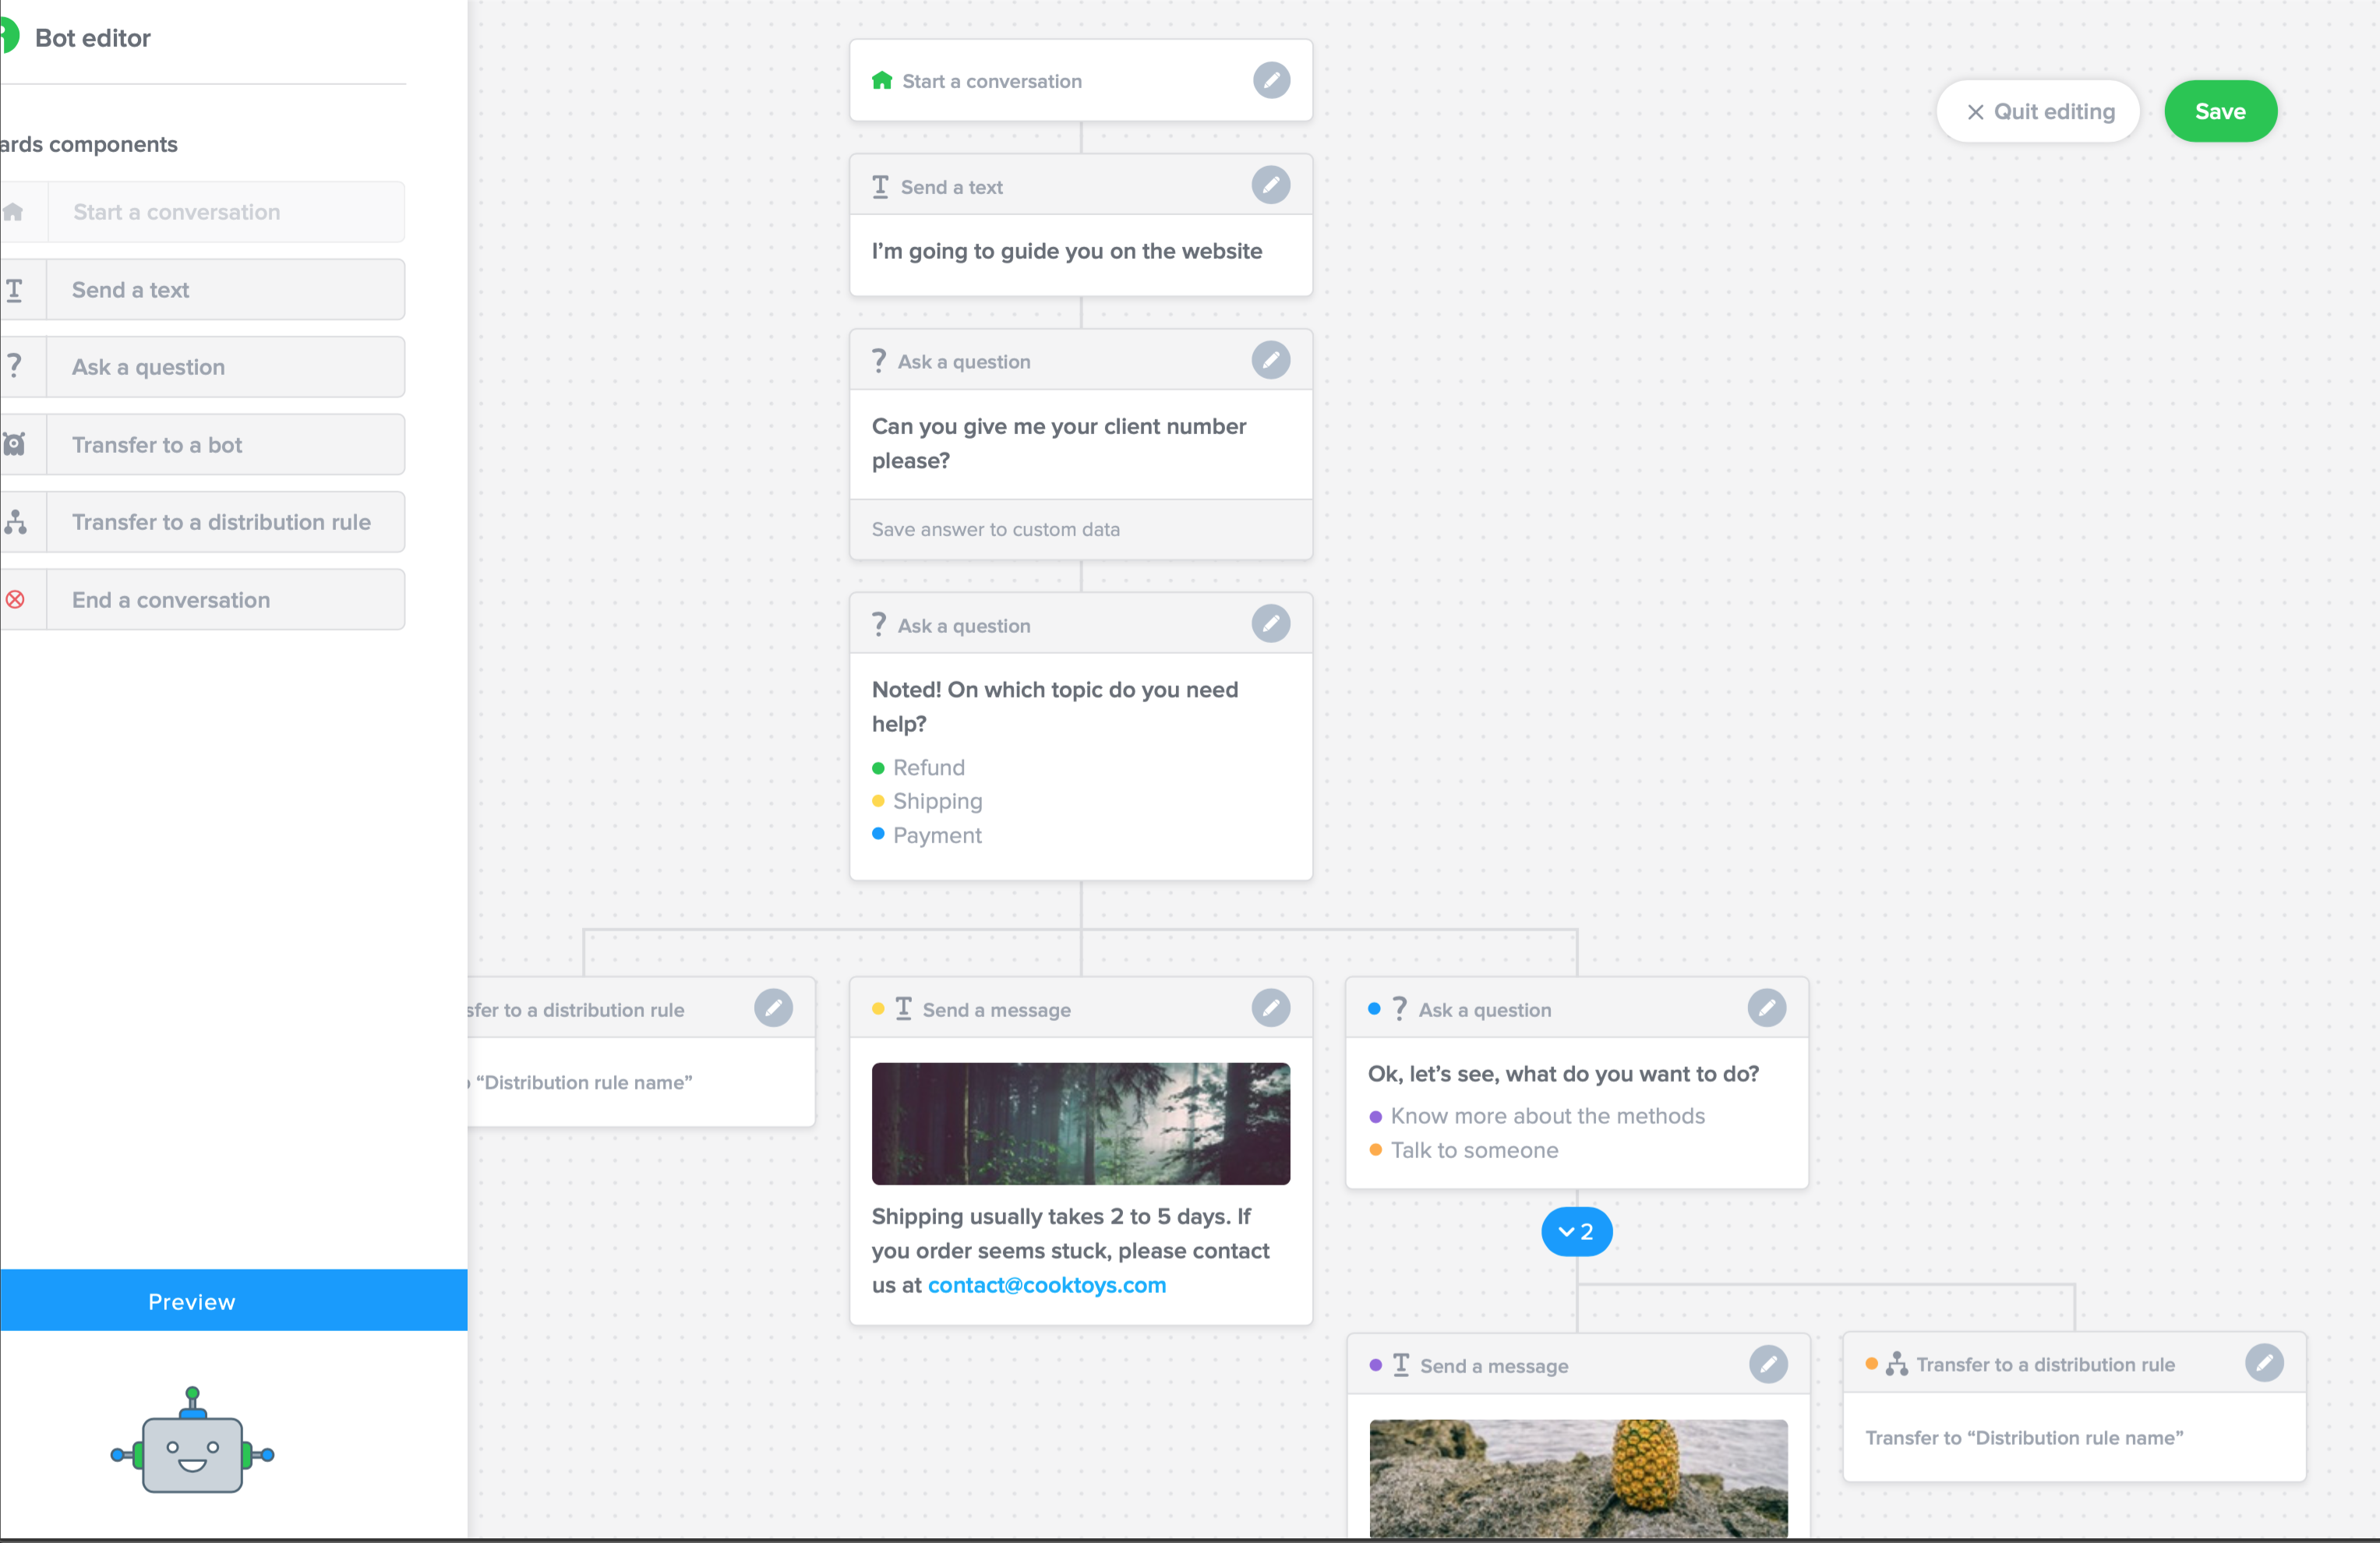 Bot editor
ards components
Start a conversation
Send a text
Ask a question
Transfer to a bot
Transfer to a distribution rule
End a conversation
Preview
Start a conversation
Send a text
I’m going to guide you on the website
Ask a question
Can you give me your client number
please?
Save answer to custom data
Ask a question
Noted! On which topic do you need
help?
Refund
Shipping
Payment
sfer to a distribution rule
“Distribution rule name”
Send a message
Shipping usually takes 2 to 5 days. If
you order seems stuck, please contact
us at contact@cooktoys.com
Ask a question
Ok, let’s see, what do you want to do?
Know more about the methods
Talk to someone
2
Send a message
Transfer to a distribution rule
Transfer to “Distribution rule name”
Quit editing
Save